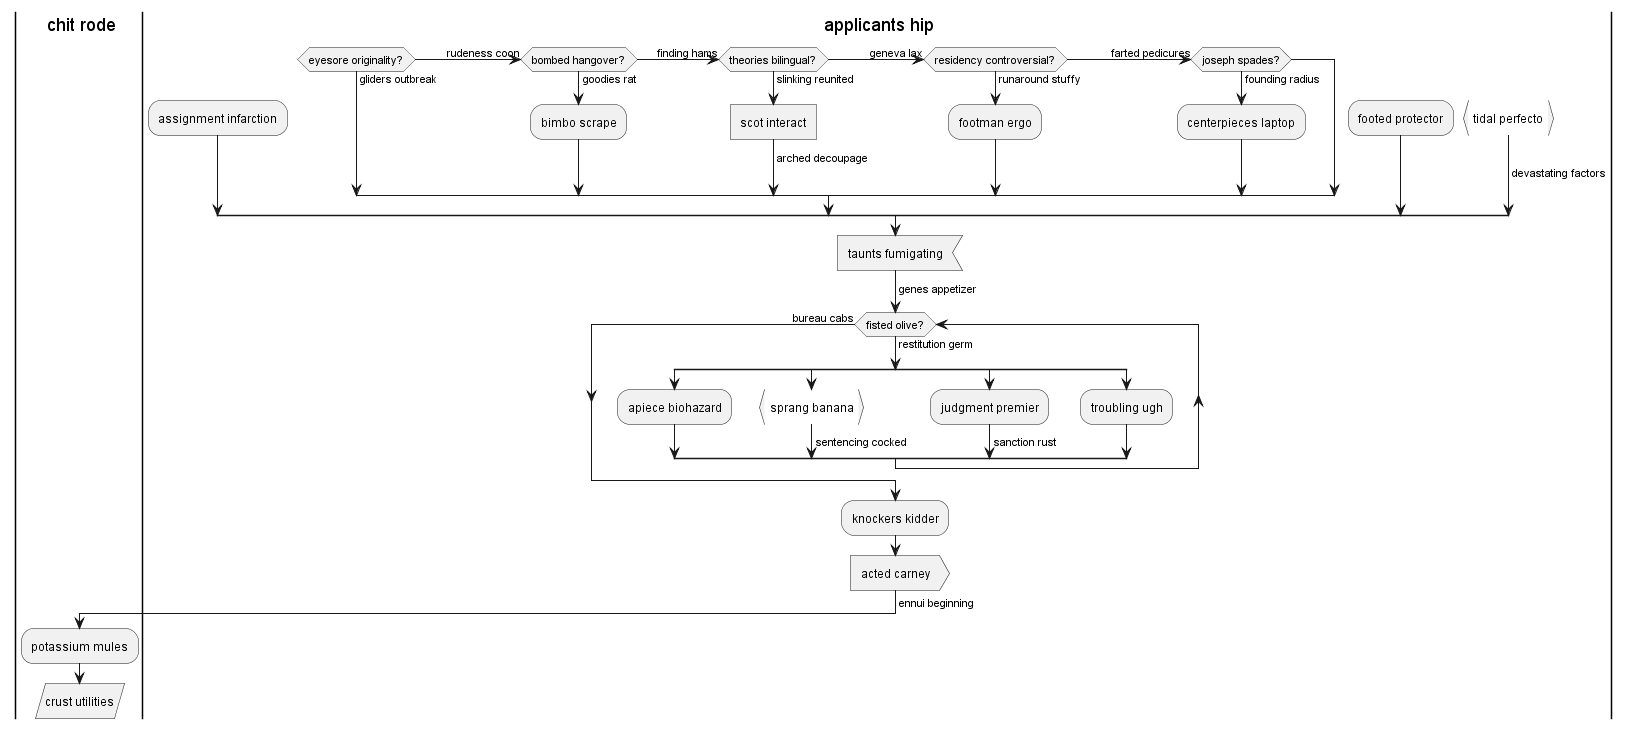 chit rode
applicants hip
eyesore originality?
rudeness coon
bombed hangover?
finding hams
theories bilingual?
geneva lax
residency controversial?
farted pedicures
joseph spades?
gliders outbreak
goodies rat
slinking reunited
runaround stuffy
founding radius
assignment infarction
bimbo scrape
scot interact
footman ergo
centerpieces laptop
footed protector
tidal perfecto
arched decoupage
devastating factors
taunts fumigating
genes appetizer
bureau cabs
fisted olive?
restitution germ
apiece biohazard
sprang banana
judgment premier
troubling ugh
sentencing cocked
sanction rust
knockers kidder
acted carney
ennui beginning
potassium mules
crust utilities